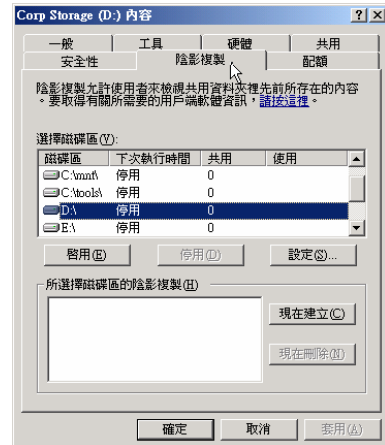 Corp Storage (D:) 內容
一般 工具 硬體 共用
安全性 陰影複製 配額
陰影複製允許使用者來檢視共用資料夾裡先前所存在的內容
。要取得有關所需要的用戶端軟體資訊，請按這裡。
選擇磁碟區(V):
磁碟區 下次執行時間 共用 使用
C:\mnt\ 停用 0
C:\tools\ 停用 0
D:\ 停用 0
E:\ 停用 0
啓用(E) 停用(D) 設定(S)...
所選擇磁碟區的陰影複製(H)
現在建立(C)
現在刪除(N)
確定 取消 套用(A)